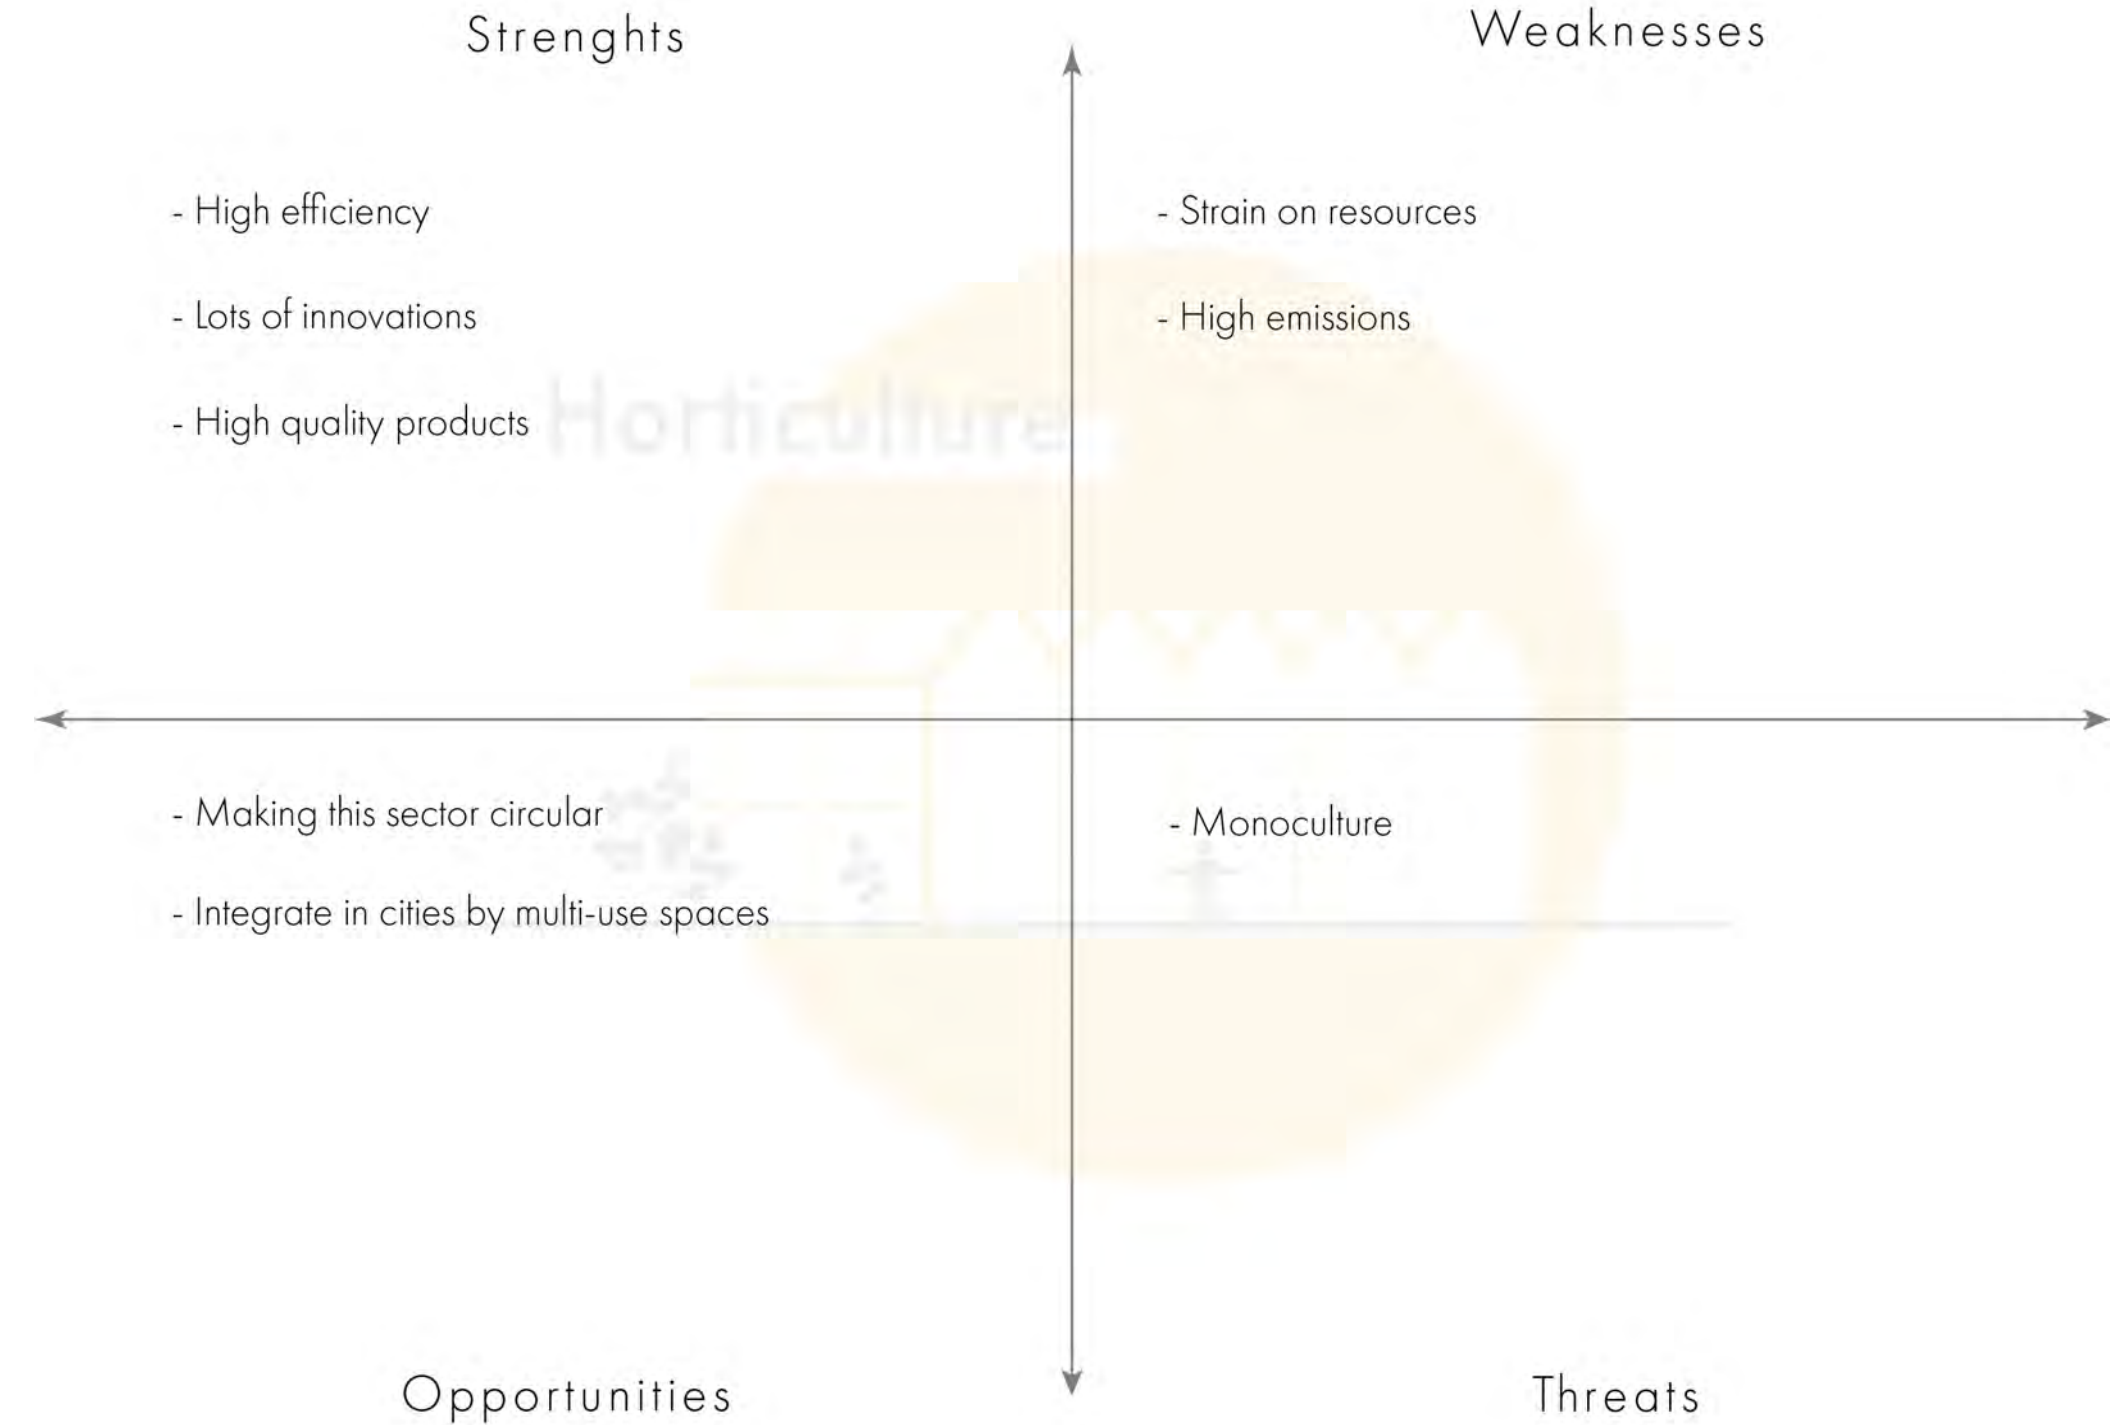 Strenghts
Weaknesses
- High efficiency
- Lots of innovations
- High quality products
- Strain on resources
- High emissions
Horticulture
- Making this sector circular
- Integrate in cities by multi-use spaces
- Monoculture
Opportunities
Threats